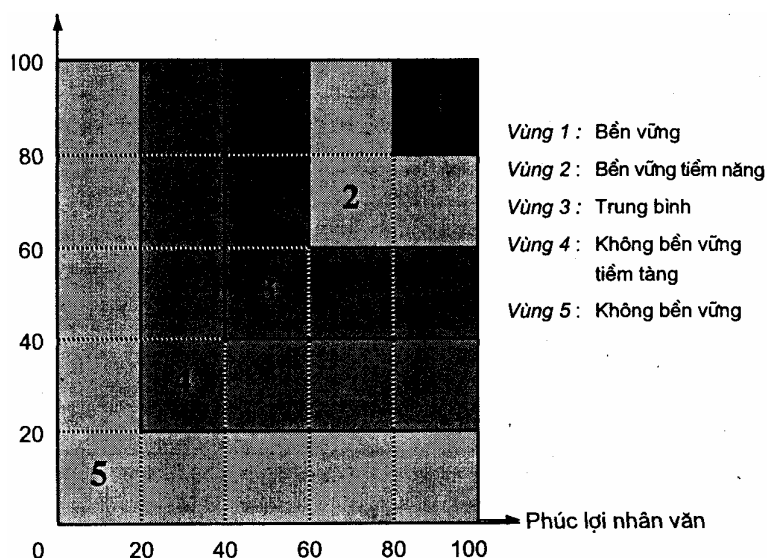 100
80
60
40
20
0
20
40
60
80
100
2
5
Phúc lợi nhân văn
Vùng 1 : Bền vững
Vùng 2 : Bền vững tiềm năng
Vùng 3 : Trung bình
Vùng 4 : Không bền vững
tiềm tàng
Vùng 5 : Không bền vững